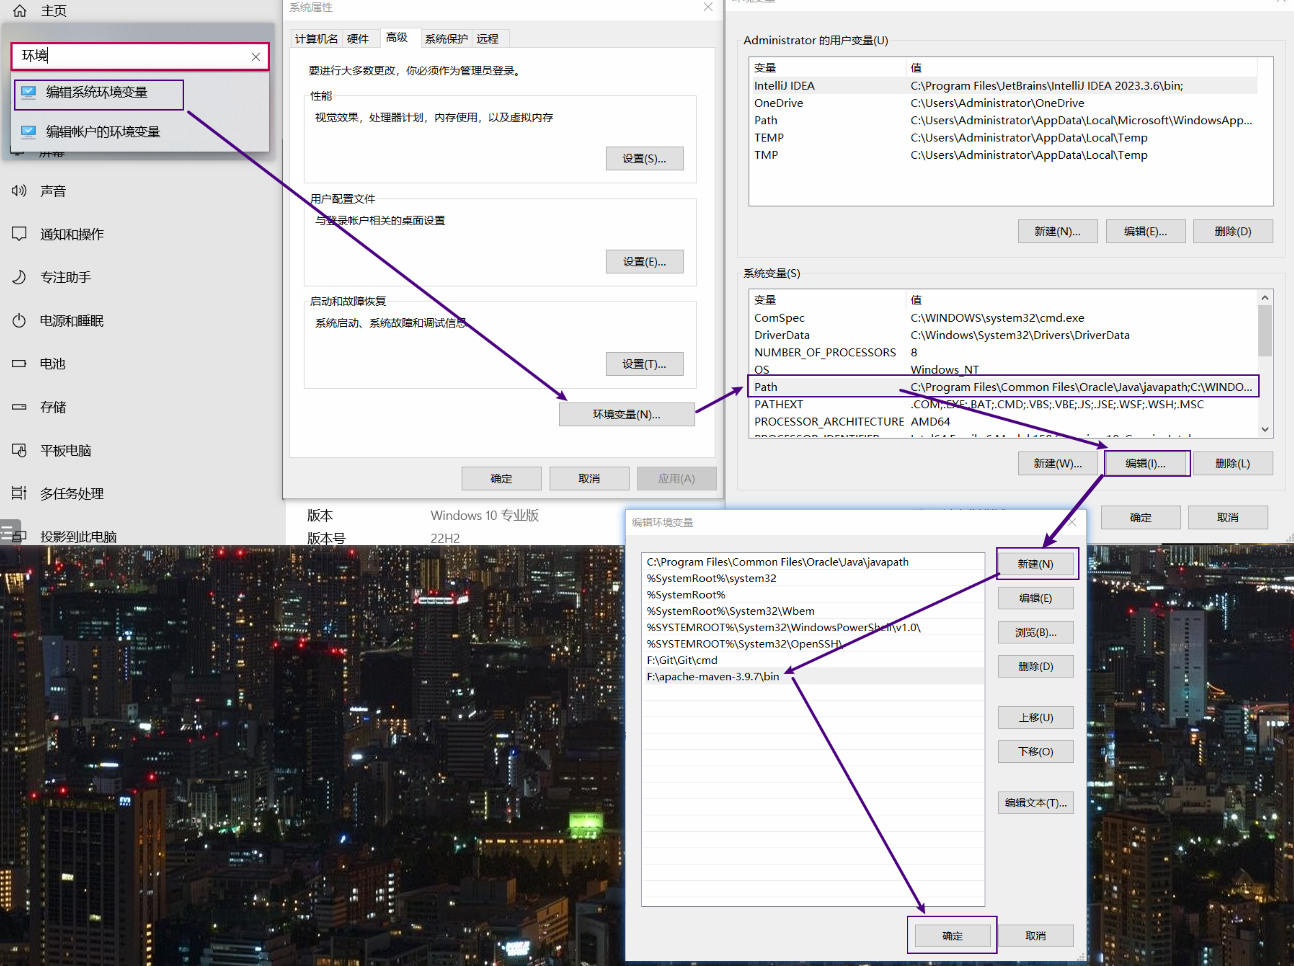 主页
环境
编辑系统环境变量
编辑帐户的环境变量
声音
通知和操作
专注助手
电源和睡眠
电池
存储
平板电脑
多任务处理
投影到此电脑
系统属性
计算机名 硬件 高级 系统保护 远程
要进行大多数更改，你必须作为管理员登录。
性能
视觉效果，处理器计划，内存使用，以及虚拟内存
设置(S)...
用户配置文件
与登录帐户相关的桌面设置
设置(E)...
启动和故障恢复
系统启动、系统故障和调试信息
设置(T)...
环境变量(N)...
确定 取消 应用(A)
版本 Windows 10 专业版
版本号 22H2
Administrator 的用户变量(U)
变量 值
IntelliJ IDEA C:\Program Files\JetBrains\IntelliJ IDEA 2023.3.6\bin;
OneDrive C:\Users\Administrator\OneDrive
Path C:\Users\Administrator\AppData\Local\Microsoft\WindowsApp...
TEMP C:\Users\Administrator\AppData\Local\Temp
TMP C:\Users\Administrator\AppData\Local\Temp
新建(N)... 编辑(E)... 删除(D)
系统变量(S)
变量 值
ComSpec C:\WINDOWS\system32\cmd.exe
DriverData C:\Windows\System32\Drivers\DriverData
NUMBER_OF_PROCESSORS 8
OS Windows_NT
Path C:\Program Files\Common Files\Oracle\Java\javapath;C:\WINDO...
PATHEXT .COM;.EXE;.BAT;.CMD;.VBS;.VBE;.JS;.JSE;.WSF;.WSH;.MSC
PROCESSOR_ARCHITECTURE AMD64
新建(W)... 编辑(I)... 删除(L)
确定 取消
编辑环境变量
C:\Program Files\Common Files\Oracle\Java\javapath
%SystemRoot%\system32
%SystemRoot%
%SystemRoot%\System32\Wbem
%SYSTEMROOT%\System32\WindowsPowerShell\v1.0\
%SYSTEMROOT%\System32\OpenSSH\
F:\Git\Git\cmd
F:\apache-maven-3.9.7\bin
新建(N)
编辑(E)
浏览(B)...
删除(D)
上移(U)
下移(O)
编辑文本(T)...
确定 取消